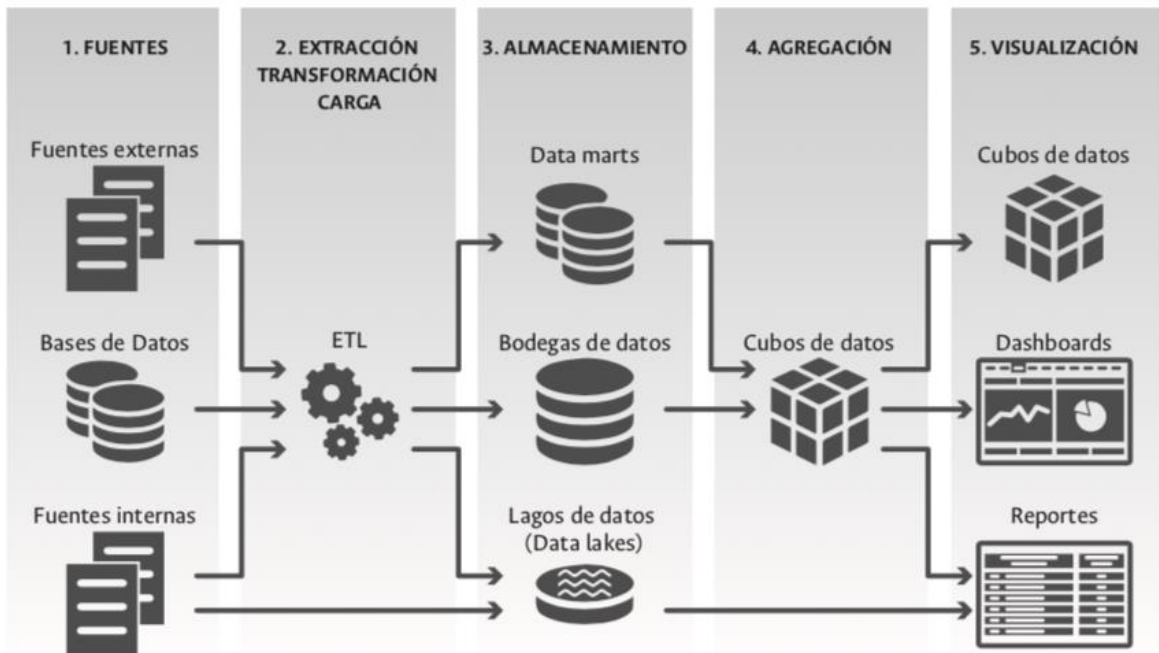 1. FUENTES
2. EXTRACCIÓN
TRANSFORMACIÓN
CARGA
3. ALMACENAMIENTO
4. AGREGACIÓN
5. VISUALIZACIÓN
Fuentes externas
Data marts
Cubos de datos
Bases de Datos
ETL
Bodegas de datos
Cubos de datos
Dashboards
Fuentes internas
Lagos de datos
(Data lakes)
Reportes